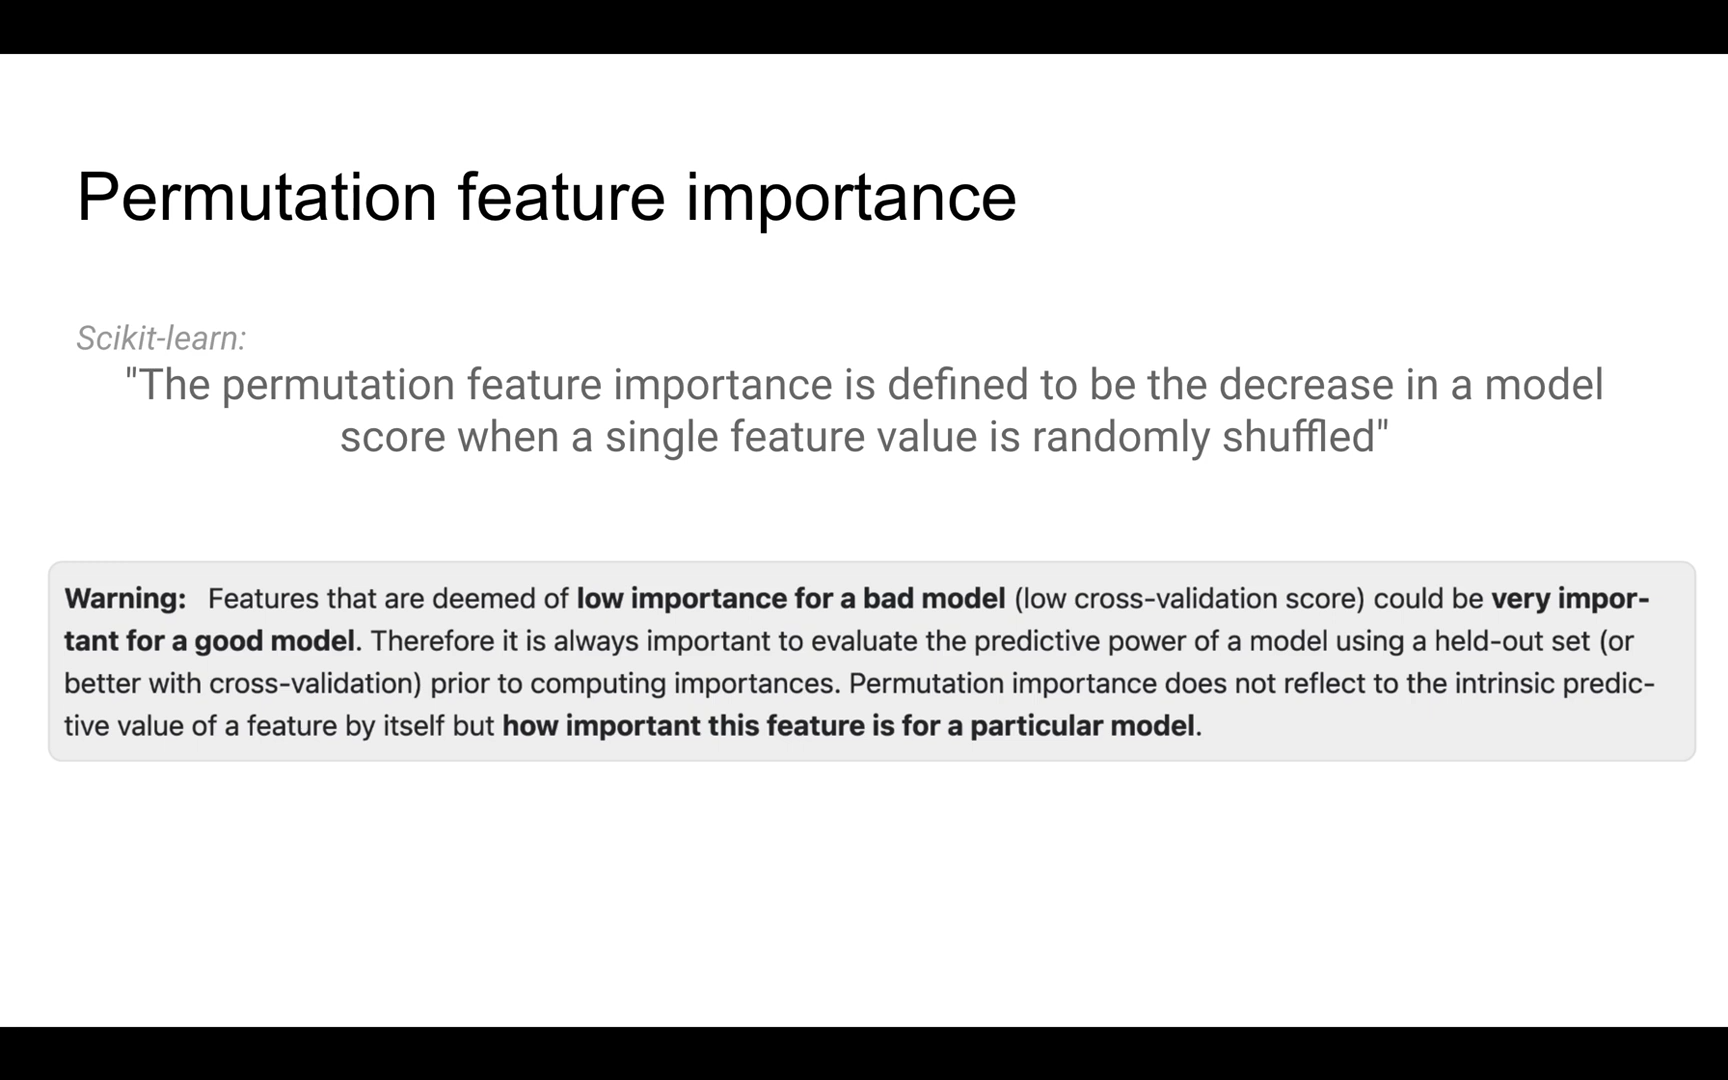 Permutation feature importance
Scikit-learn:
"The permutation feature importance is defined to be the decrease in a model
score when a single feature value is randomly shuffled"
Warning: Features that are deemed of low importance for a bad model (low cross-validation score) could be very impor-
tant for a good model. Therefore it is always important to evaluate the predictive power of a model using a held-out set (or
better with cross-validation) prior to computing importances. Permutation importance does not reflect to the intrinsic predic-
tive value of a feature by itself but how important this feature is for a particular model.